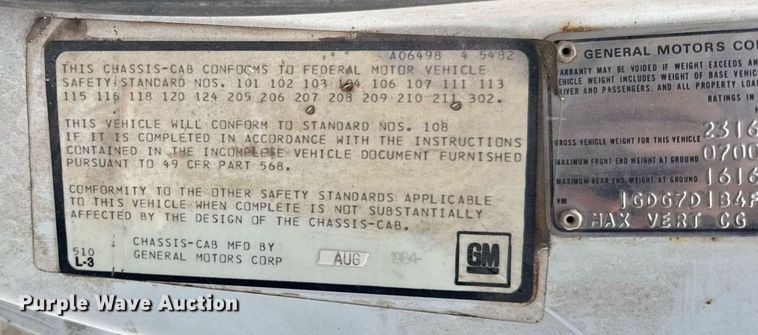 A06498 4 5482
THIS CHASSIS-CAB CONFORMS TO FEDERAL MOTOR VEHICLE
SAFETY STANDARD NOS. 101 102 103 104 106 107 111 113
115 116 118 120 124 205 206 207 208 209 210 211 302.
THIS VEHICLE WILL CONFORM TO STANDARD NOS. 108
IF IT IS COMPLETED IN ACCORDANCE WITH THE INSTRUCTIONS
CONTAINED IN THE INCOMPLETE VEHICLE DOCUMENT FURNISHED
PURSUANT TO 49 CFR PART 568.
CONFORMITY TO THE OTHER SAFETY STANDARDS APPLICABLE
TO THIS VEHICLE WHEN COMPLETE IS NOT SUBSTANTIALLY
AFFECTED BY THE DESIGN OF THE CHASSIS-CAB.
510
L-3
CHASSIS-CAB MFD BY
GENERAL MOTORS CORP
AUG 1984
GM
GENERAL MOTORS COR
WARRANTY MAY BE VOIDED IF WEIGHT EXCEEDS
VEHICLE WEIGHT INCLUDES WEIGHT OF BASE VEHIC
DRIVER AND PASSENGERS, AND ALL PROPERTY LOA
RATINGS IN
GROSS VEHICLE WEIGHT FOR THIS VEHICLE 2316
MAXIMUM FRONT END WEIGHT AT GROUND 0700
MAXIMUM REAR END WEIGHT AT GROUND 1616
VIN 1GDG7D1B4F
MAX VERT CG
Purple Wave Auction